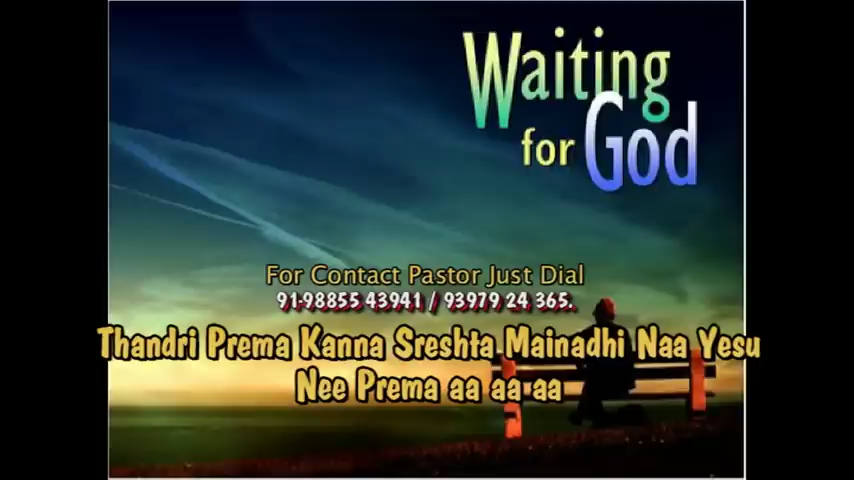 Waiting
for God
For Contact Pastor Just Dial
91-98855 43941 / 93979 24 365.
Thandri Prema Kanna Sreshta Mainadhi Naa Yesu
Nee Prema aa aa aa